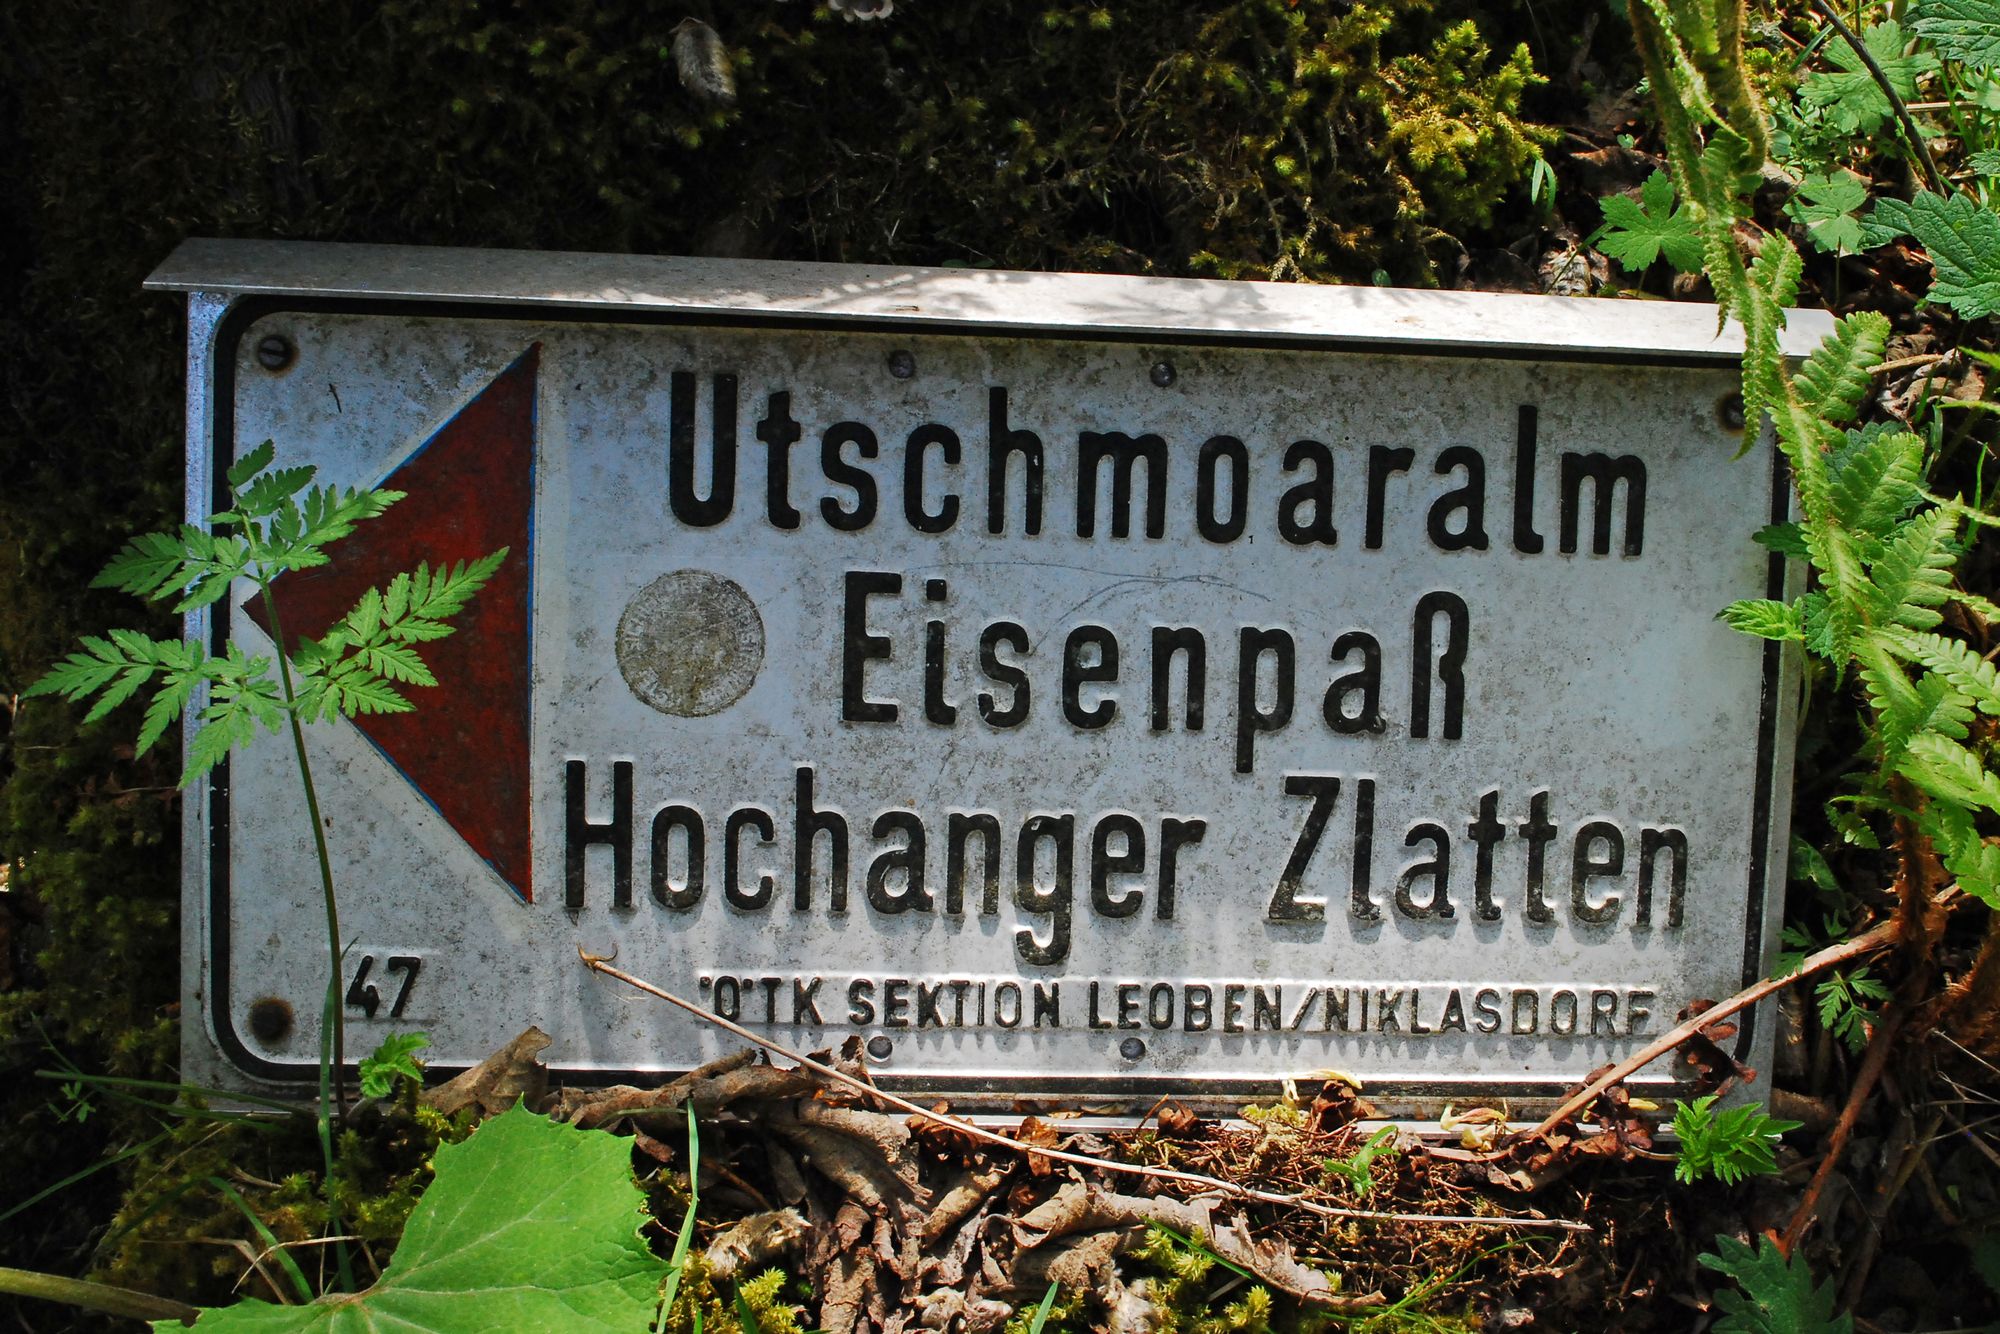 Utschmoaralm
Eisenpaß
Hochanger Zlatten
47
"O"TK SEKTION LEOBEN/NIKLASDORF